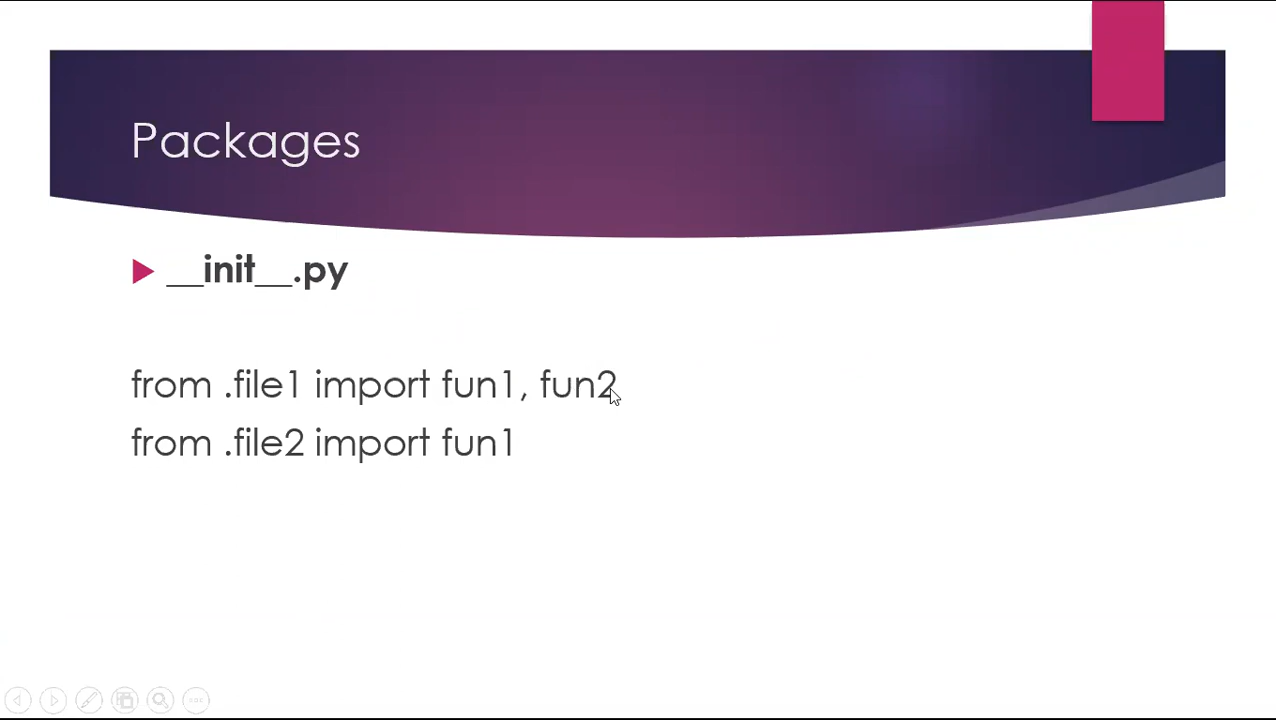 Packages
__init__.py
from .file1 import fun1, fun2
from .file2 import fun1